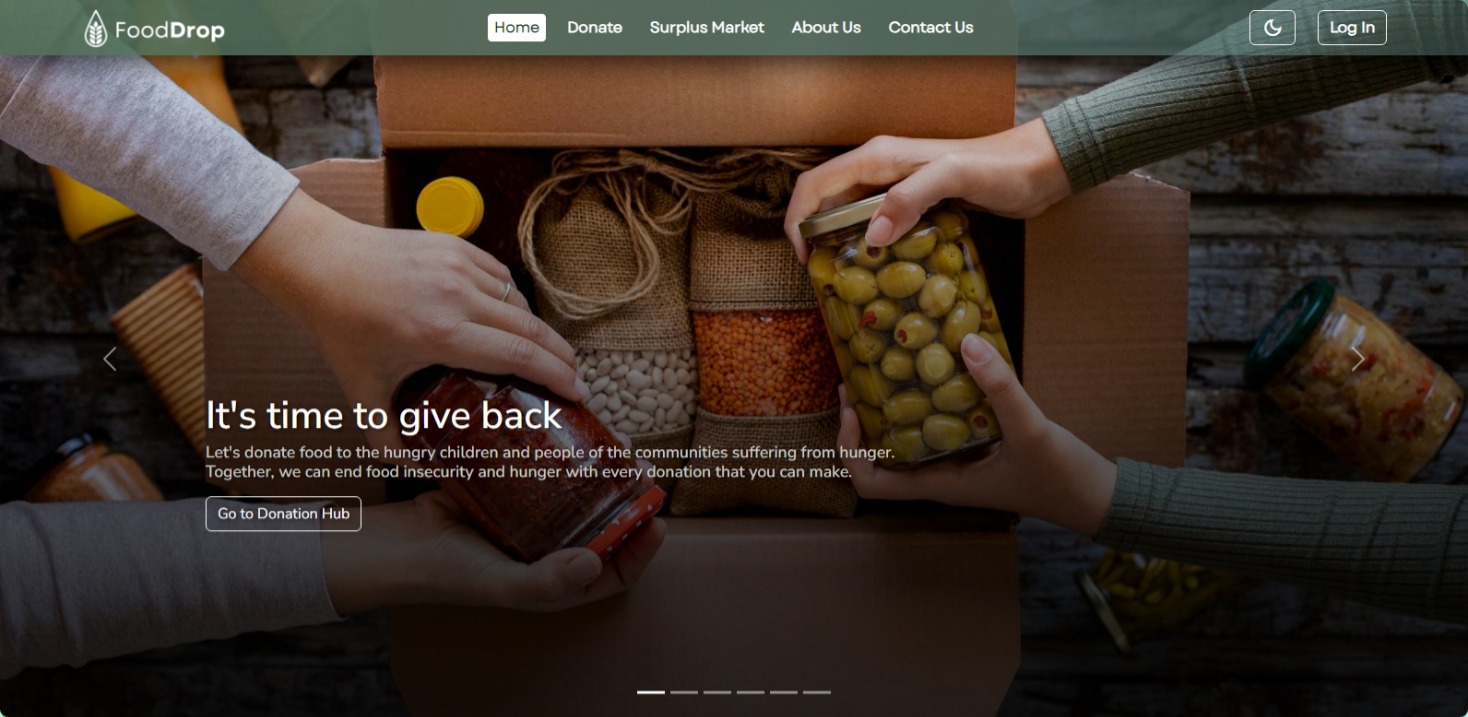 FoodDrop
Home
Donate
Surplus Market
About Us
Contact Us
Log In
It's time to give back
Let's donate food to the hungry children and people of the communities suffering from hunger.
Together, we can end food insecurity and hunger with every donation that you can make.
Go to Donation Hub